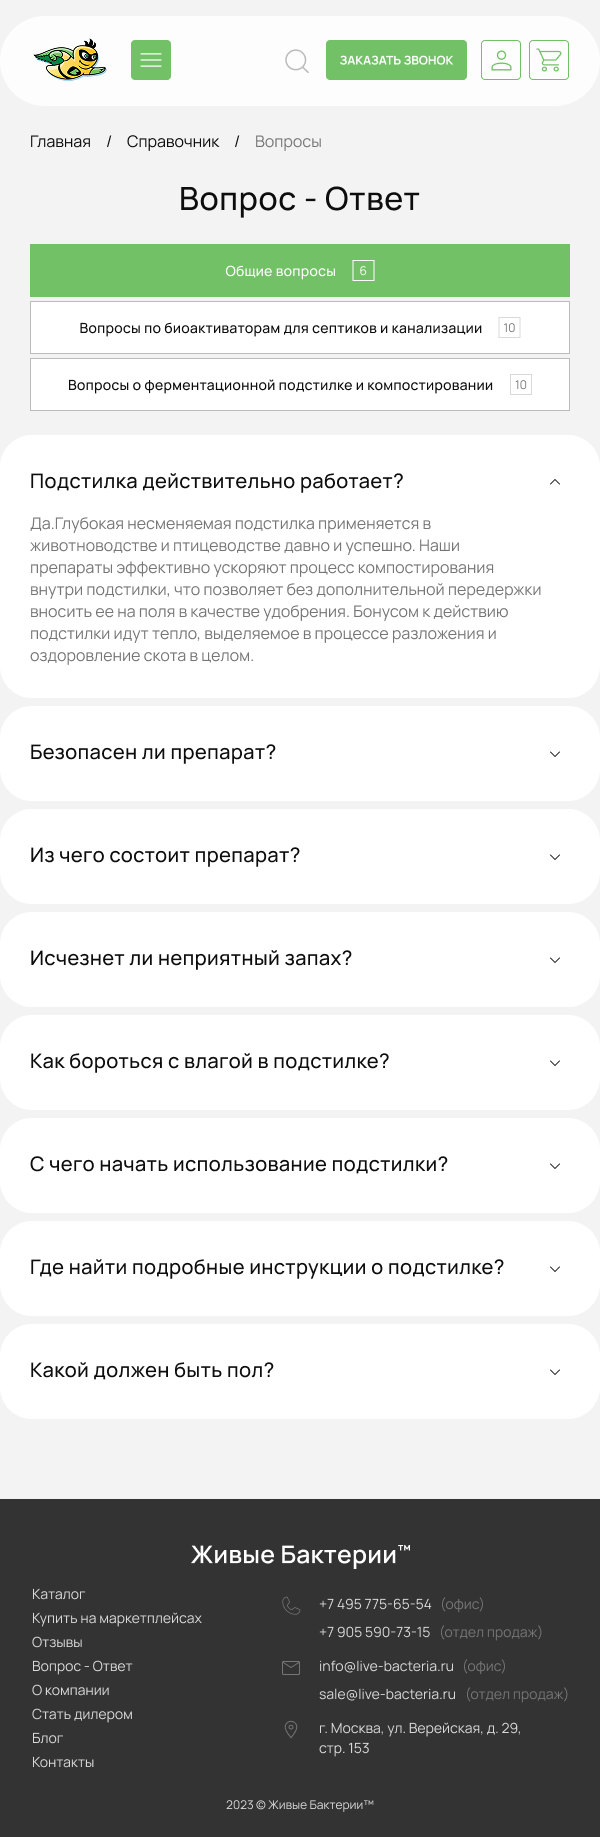 ЗАКАЗАТЬ ЗВОНОК
Главная / Справочник / Вопросы
Вопрос - Ответ
Общие вопросы 6
Вопросы по биоактиваторам для септиков и канализации 10
Вопросы о ферментационной подстилке и компостировании 10
Подстилка действительно работает?
Да.Глубокая несменяемая подстилка применяется в
животноводстве и птицеводстве давно и успешно. Наши
препараты эффективно ускоряют процесс компостирования
внутри подстилки, что позволяет без дополнительной передержки
вносить ее на поля в качестве удобрения. Бонусом к действию
подстилки идут тепло, выделяемое в процессе разложения и
оздоровление скота в целом.
Безопасен ли препарат?
Из чего состоит препарат?
Исчезнет ли неприятный запах?
Как бороться с влагой в подстилке?
С чего начать использование подстилки?
Где найти подробные инструкции о подстилке?
Какой должен быть пол?
Живые Бактерии™
Каталог
Купить на маркетплейсах
Отзывы
Вопрос - Ответ
О компании
Стать дилером
Блог
Контакты
+7 495 775-65-54 (офис)
+7 905 590-73-15 (отдел продаж)
info@live-bacteria.ru (офис)
sale@live-bacteria.ru (отдел продаж)
г. Москва, ул. Верейская, д. 29,
стр. 153
2023 © Живые Бактерии™